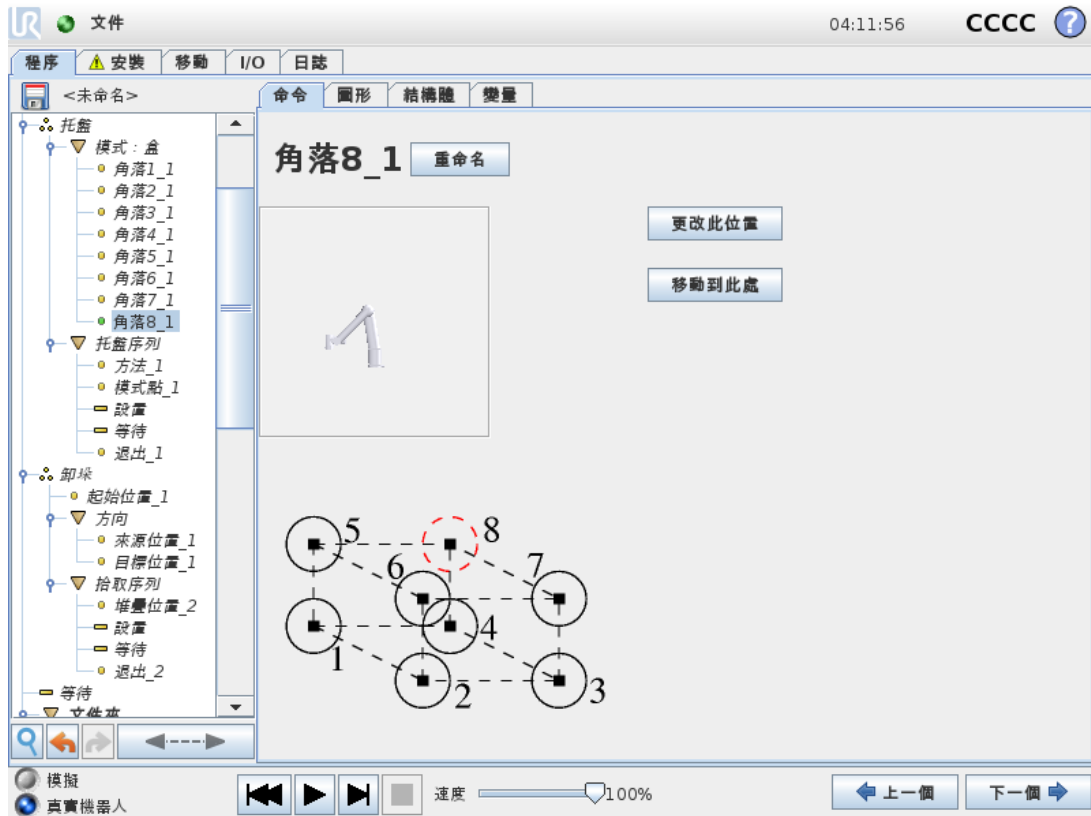 UR 文件 04:11:56 CCCC ?
程序 安裝 移動 I/O 日誌
<未命名>
命令 圖形 結構體 變量
托盤
模式：盒
角落1_1
角落2_1
角落3_1
角落4_1
角落5_1
角落6_1
角落7_1
角落8_1
托盤序列
方法_1
模式點_1
設置
等待
退出_1
卸垛
起始位置_1
方向
來源位置_1
目標位置_1
拾取序列
堆疊位置_2
設置
等待
退出_2
等待
文件夾
角落8_1 重命名
更改此位置
移動到此處
5 8
6 7
1 4
2 3
模擬
真實機器人
速度 100%
上一個 下一個